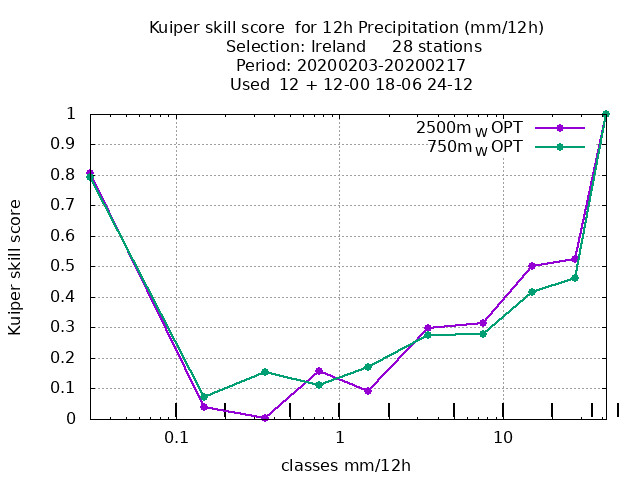 Kuiper skill score  for 12h Precipitation (mm/12h)
Selection: Ireland     28 stations
Period: 20200203-20200217
Used  12 + 12-00 18-06 24-12
2500m W OPT
750m W OPT
Kuiper skill score
1
0.9
0.8
0.7
0.6
0.5
0.4
0.3
0.2
0.1
0
0.1 1 10
classes mm/12h